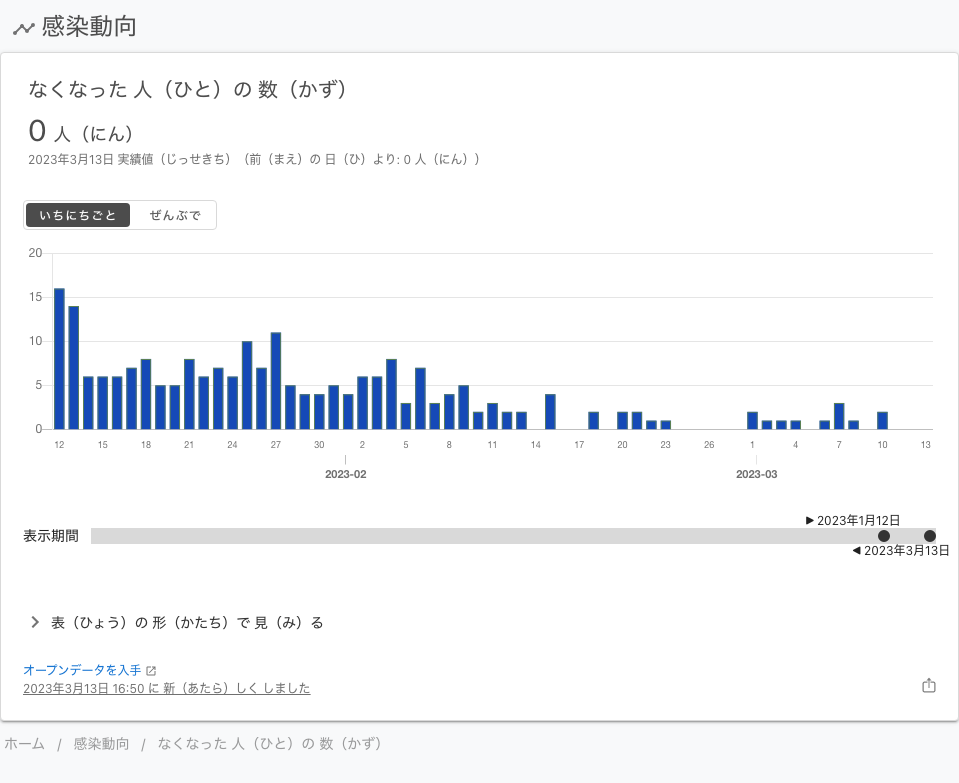 感染動向
なくなった 人（ひと）の 数（かず）
0 人（にん）
2023年3月13日 実績値（じっせきち）（前（まえ）の 日（ひ）より: 0 人（にん））
いちにちごと ぜんぶで
20
15
10
5
0
12 15 18 21 24 27 30 2 5 8 11 14 17 20 23 26 1 4 7 10 13
2023-02 2023-03
▶ 2023年1月12日
表示期間
◀ 2023年3月13日
表（ひょう）の 形（かたち）で 見（み）る
オープンデータを入手
2023年3月13日 16:50 に 新（あたら）しく しました
ホーム / 感染動向 / なくなった 人（ひと）の 数（かず）